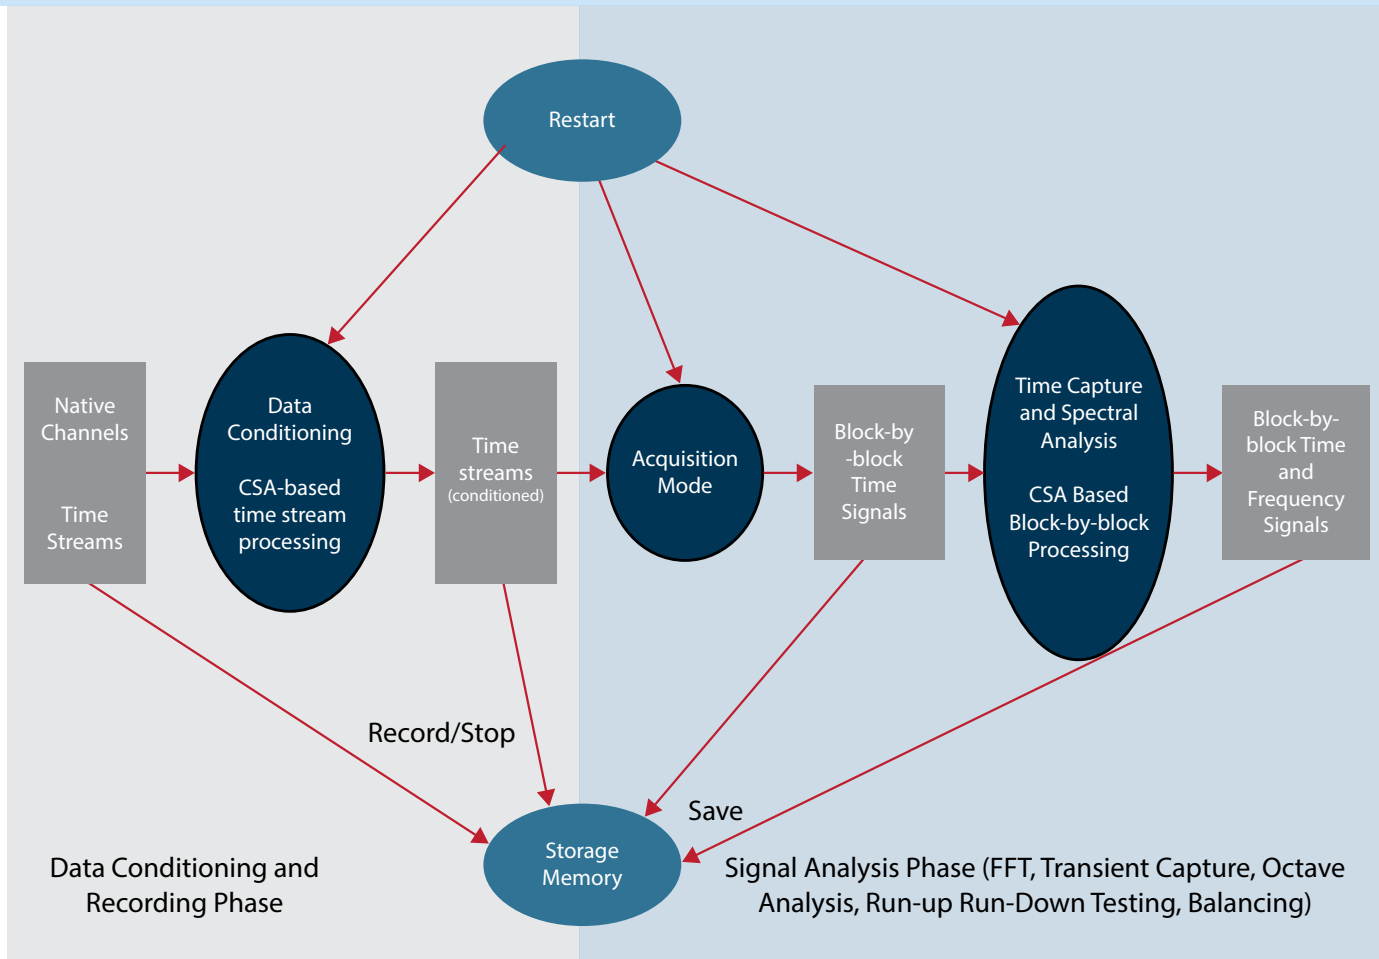 Restart
Native
Channels
Time
Streams
Data
Conditioning
CSA-based
time stream
processing
Time
streams
(conditioned)
Acquisition
Mode
Block-by
-block
Time
Signals
Time Capture
and Spectral
Analysis
CSA Based
Block-by-block
Processing
Block-by-
block Time
and
Frequency
Signals
Record/Stop
Save
Storage
Memory
Data Conditioning and
Recording Phase
Signal Analysis Phase (FFT, Transient Capture, Octave
Analysis, Run-up Run-Down Testing, Balancing)